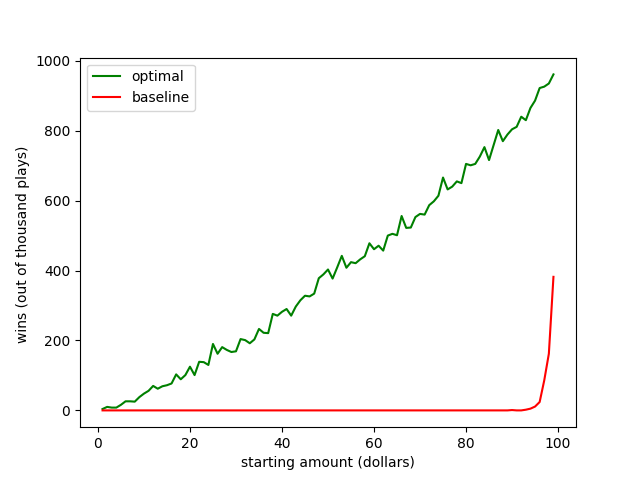 optimal
baseline
1000
800
600
400
200
0
wins (out of thousand plays)
0 20 40 60 80 100
starting amount (dollars)